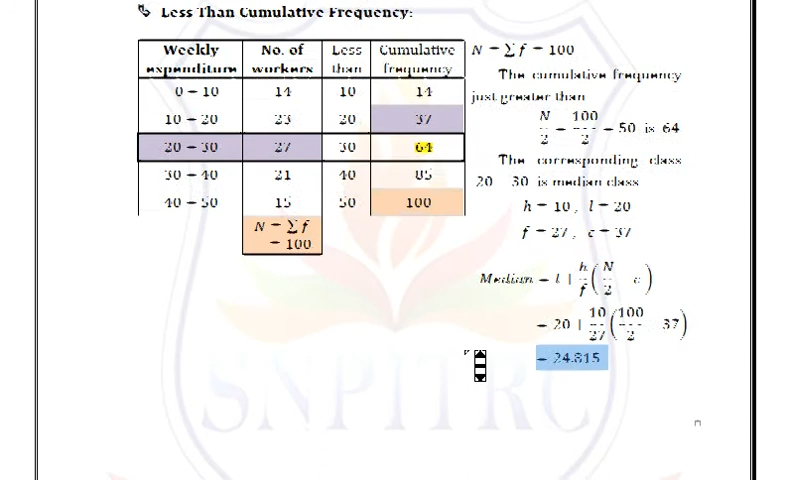 Less Than Cumulative Frequency:
Weekly expenditure No. of workers Less than Cumulative frequency
0 – 10 14 10 14
10 – 20 23 20 37
20 – 30 27 30 64
30 – 40 21 40 85
40 – 50 15 50 100
N = ∑ f = 100
N = ∑ f = 100
The cumulative frequency
just greater than
N/2 = 100/2 = 50 is 64
The corresponding class
20 30 is median class
h = 10, l = 20
f = 27, c = 37
Median = l + h/f (N/2 − c)
= 20 + 10/27 (100/2 − 37)
= 24.815
SNPITRC